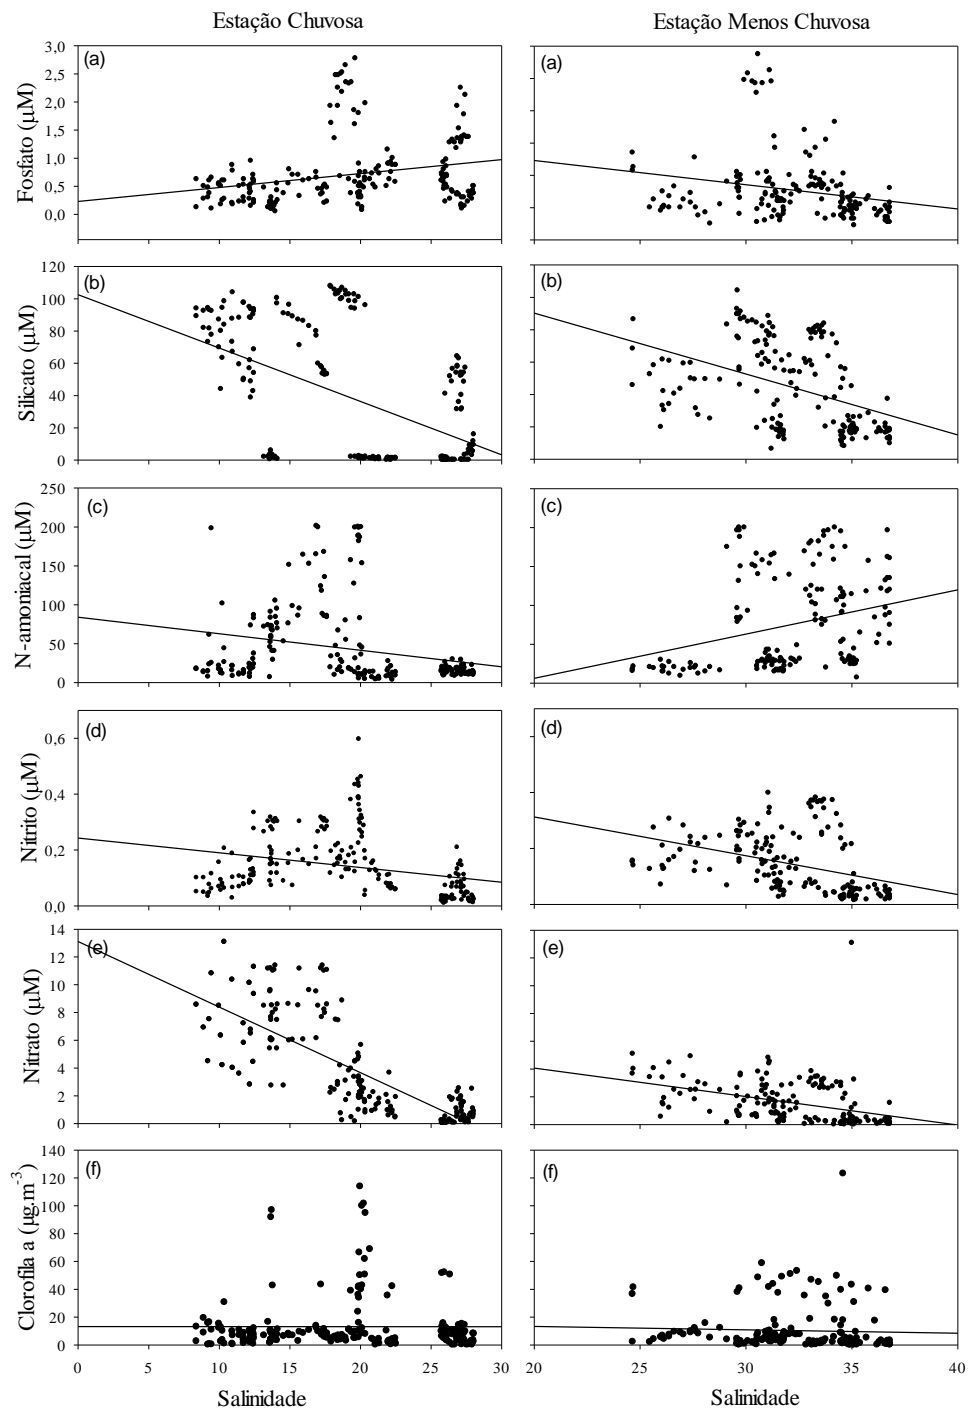 Estação Chuvosa
Estação Menos Chuvosa
(a)
(a)
3,0
2,5
2,0
1,5
1,0
0,5
0,0
Fosfato (µM)
(b)
(b)
120
100
80
60
40
20
0
Silicato (µM)
(c)
(c)
250
200
150
100
50
0
N-amoniacal (µM)
(d)
(d)
0,6
0,4
0,2
0,0
Nitrito (µM)
(e)
(e)
14
12
10
8
6
4
2
0
Nitrato (µM)
(f)
(f)
140
120
100
80
60
40
20
0
Clorofila a (µg.m-3)
0 5 10 15 20 25 30
20 25 30 35 40
Salinidade
Salinidade